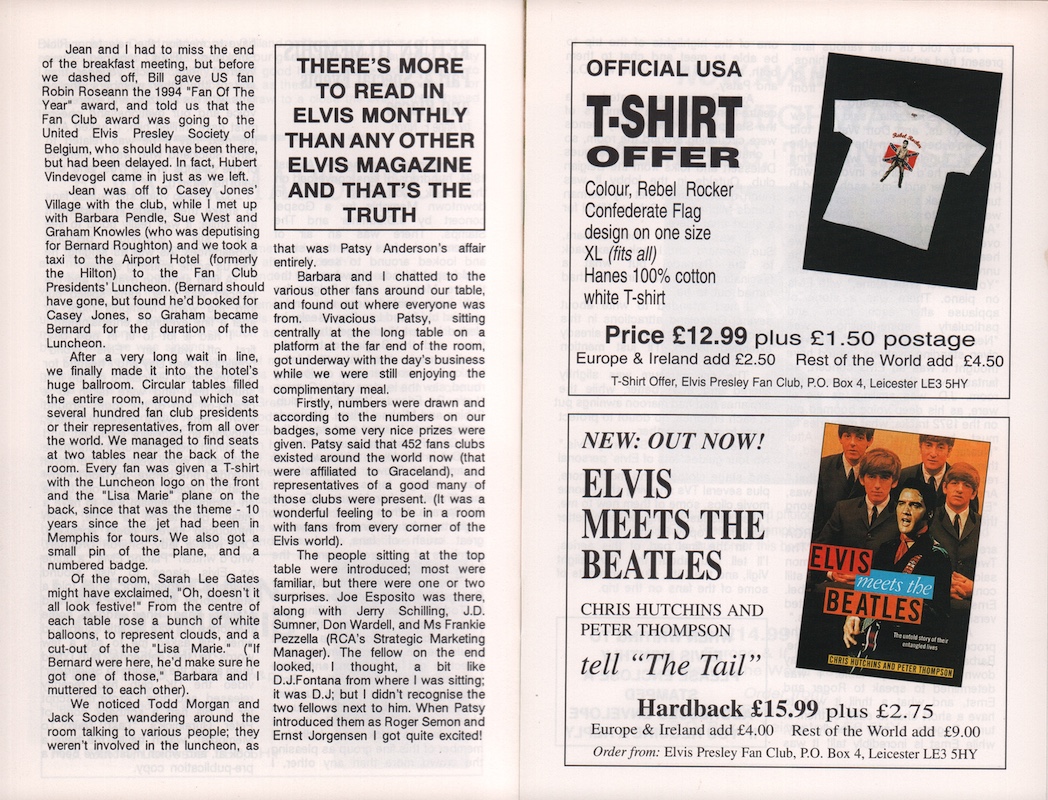 Jean and I had to miss the end
of the breakfast meeting, but before
we dashed off, Bill gave US fan
Robin Roseann the 1994 "Fan Of The
Year" award, and told us that the
Fan Club award was going to the
United Elvis Presley Society of
Belgium, who should have been there,
but had been delayed. In fact, Hubert
Vindevogel came in just as we left.
Jean was off to Casey Jones'
Village with the club, while I met up
with Barbara Pendle, Sue West and
Graham Knowles (who was deputising
for Bernard Roughton) and we took a
taxi to the Airport Hotel (formerly
the Hilton) to the Fan Club
Presidents' Luncheon. (Bernard should
have gone, but found he'd booked for
Casey Jones, so Graham became
Bernard for the duration of the
Luncheon.
After a very long wait in line,
we finally made it into the hotel's
huge ballroom. Circular tables filled
the entire room, around which sat
several hundred fan club presidents
or their representatives, from all over
the world. We managed to find seats
at two tables near the back of the
room. Every fan was given a T-shirt
with the Luncheon logo on the front
and the "Lisa Marie" plane on the
back, since that was the theme - 10
years since the jet had been in
Memphis for tours. We also got a
small pin of the plane, and a
numbered badge.
Of the room, Sarah Lee Gates
might have exclaimed, "Oh, doesn't it
all look festive!" From the centre of
each table rose a bunch of white
balloons, to represent clouds, and a
cut-out of the "Lisa Marie." ("If
Bernard were here, he'd make sure he
got one of those," Barbara and I
muttered to each other).
We noticed Todd Morgan and
Jack Soden wandering around the
room talking to various people; they
weren't involved in the luncheon, as
THERE'S MORE
TO READ IN
ELVIS MONTHLY
THAN ANY OTHER
ELVIS MAGAZINE
AND THAT'S THE
TRUTH
that was Patsy Anderson's affair
entirely.
Barbara and I chatted to the
various other fans around our table,
and found out where everyone was
from. Vivacious Patsy, sitting
centrally at the long table on a
platform at the far end of the room,
got underway with the day's business
while we were still enjoying the
complimentary meal.
Firstly, numbers were drawn and
according to the numbers on our
badges, some very nice prizes were
given. Patsy said that 452 fans clubs
existed around the world now (that
were affiliated to Graceland), and
representatives of a good many of
those clubs were present. (It was a
wonderful feeling to be in a room
with fans from every corner of the
Elvis world).
The people sitting at the top
table were introduced; most were
familiar, but there were one or two
surprises. Joe Esposito was there,
along with Jerry Schilling, J.D.
Sumner, Don Wardell, and Ms Frankie
Pezzella (RCA's Strategic Marketing
Manager). The fellow on the end
looked, I thought, a bit like
D.J.Fontana from where I was sitting;
it was D.J; but I didn't recognise the
two fellows next to him. When Patsy
introduced them as Roger Semon and
Ernst Jorgensen I got quite excited!
OFFICIAL USA
T-SHIRT
OFFER
Colour, Rebel Rocker
Confederate Flag
design on one size
XL (fits all)
Hanes 100% cotton
white T-shirt
Rebel Rocker
Price £12.99 plus £1.50 postage
Europe & Ireland add £2.50 Rest of the World add £4.50
T-Shirt Offer, Elvis Presley Fan Club, P.O. Box 4, Leicester LE3 5HY
NEW: OUT NOW!
ELVIS
MEETS THE
BEATLES
CHRIS HUTCHINS AND
PETER THOMPSON
tell "The Tail"
ELVIS
meets the
BEATLES
The untold story of their
entangled lives
CHRIS HUTCHINS AND PETER THOMPSON
Hardback £15.99 plus £2.75
Europe & Ireland add £4.00 Rest of the World add £9.00
Order from: Elvis Presley Fan Club, P.O. Box 4, Leicester LE3 5HY